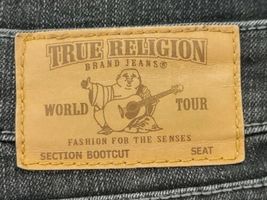 TRUE RELIGION
BRAND JEANS®
WORLD TOUR
FASHION FOR THE SENSES
SECTION BOOTCUT SEAT